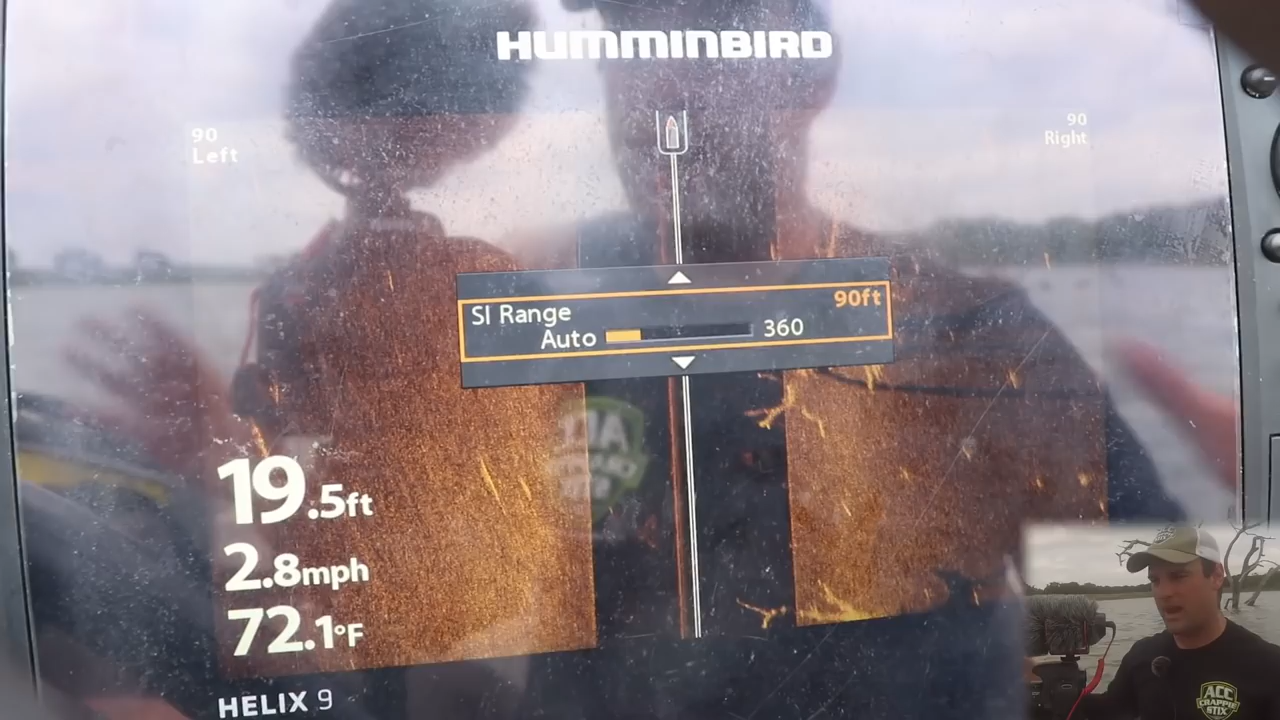 HUMMINBIRD
90
Left
90
Right
SI Range
90ft
Auto
360
19.5ft
2.8mph
72.1°F
HELIX 9
ACC
CRAPPIE
STIX